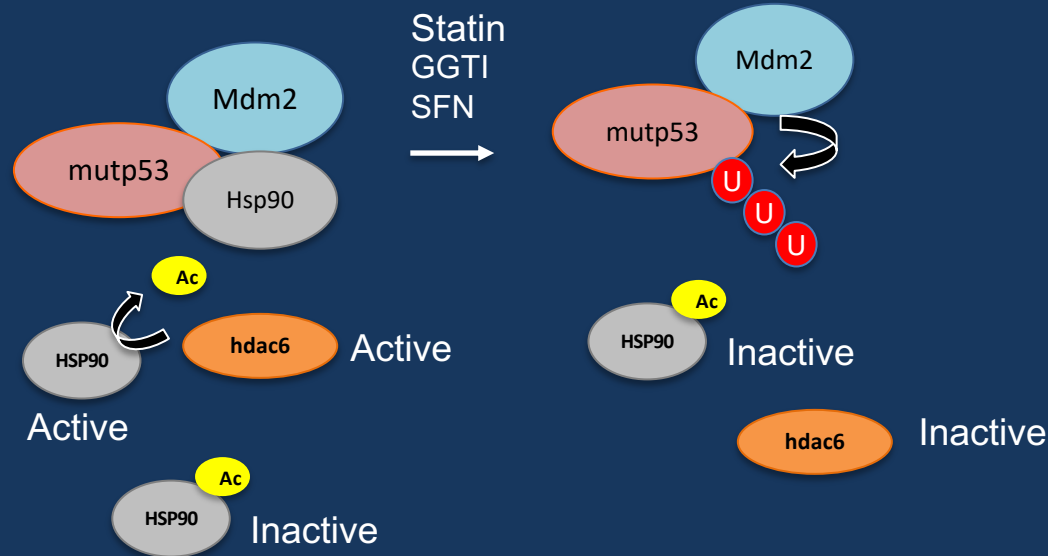 Statin
GGTI
SFN
Mdm2
mutp53
Hsp90
Ac
HSP90
hdac6
Active
Active
Ac
HSP90
Inactive
Mdm2
mutp53
U
U
U
Ac
HSP90
Inactive
hdac6
Inactive